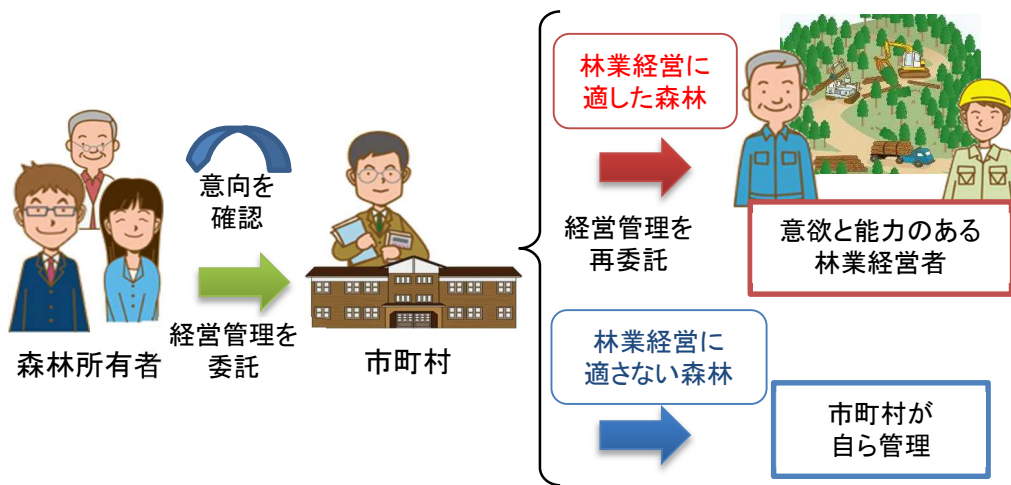 森林所有者
意向を
確認
経営管理を
委託
市町村
林業経営に
適した森林
経営管理を
再委託
意欲と能力のある
林業経営者
林業経営に
適さない森林
市町村が
自ら管理